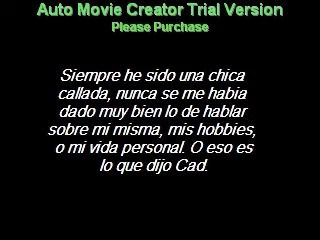 Auto Movie Creator Trial Version
Please Purchase
Siempre he sido una chica
callada, nunca se me habia
dado muy bien lo de hablar
sobre mi misma, mis hobbies,
o mi vida personal. O eso es
lo que dijo Cad.